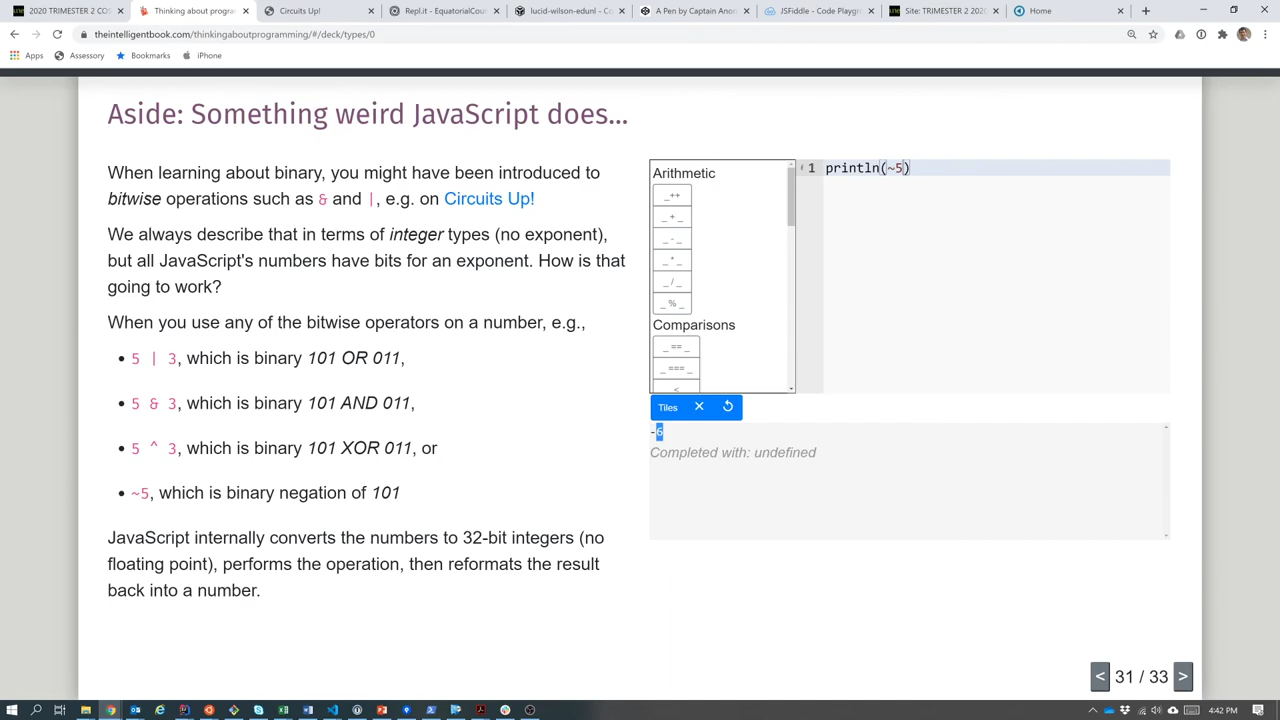 2020 TRIMESTER 2 COS
Thinking about program
Circuits Up!
Repl.it - EquatorialCoun
lucid-wilson-edunl - Co
A Pen by Captain Anon
JSFiddle - Code Playgrou
Site: TRIMESTER 2 2020
Home
theintelligentbook.com/thinkingaboutprogramming/#/deck/types/0
Apps
Assessory
Bookmarks
iPhone
Aside: Something weird JavaScript does...
When learning about binary, you might have been introduced to
bitwise operations such as & and |, e.g. on Circuits Up!
We always describe that in terms of integer types (no exponent),
but all JavaScript's numbers have bits for an exponent. How is that
going to work?
When you use any of the bitwise operators on a number, e.g.,
• 5 | 3, which is binary 101 OR 011,
• 5 & 3, which is binary 101 AND 011,
• 5 ^ 3, which is binary 101 XOR 011, or
• ~5, which is binary negation of 101
JavaScript internally converts the numbers to 32-bit integers (no
floating point), performs the operation, then reformats the result
back into a number.
Arithmetic
_++
_ + _
_ - _
_ * _
_ / _
_ % _
Comparisons
_ == _
_ === _
<
1 println(~5)
Tiles
-6
Completed with: undefined
< 31 / 33 >
4:42 PM